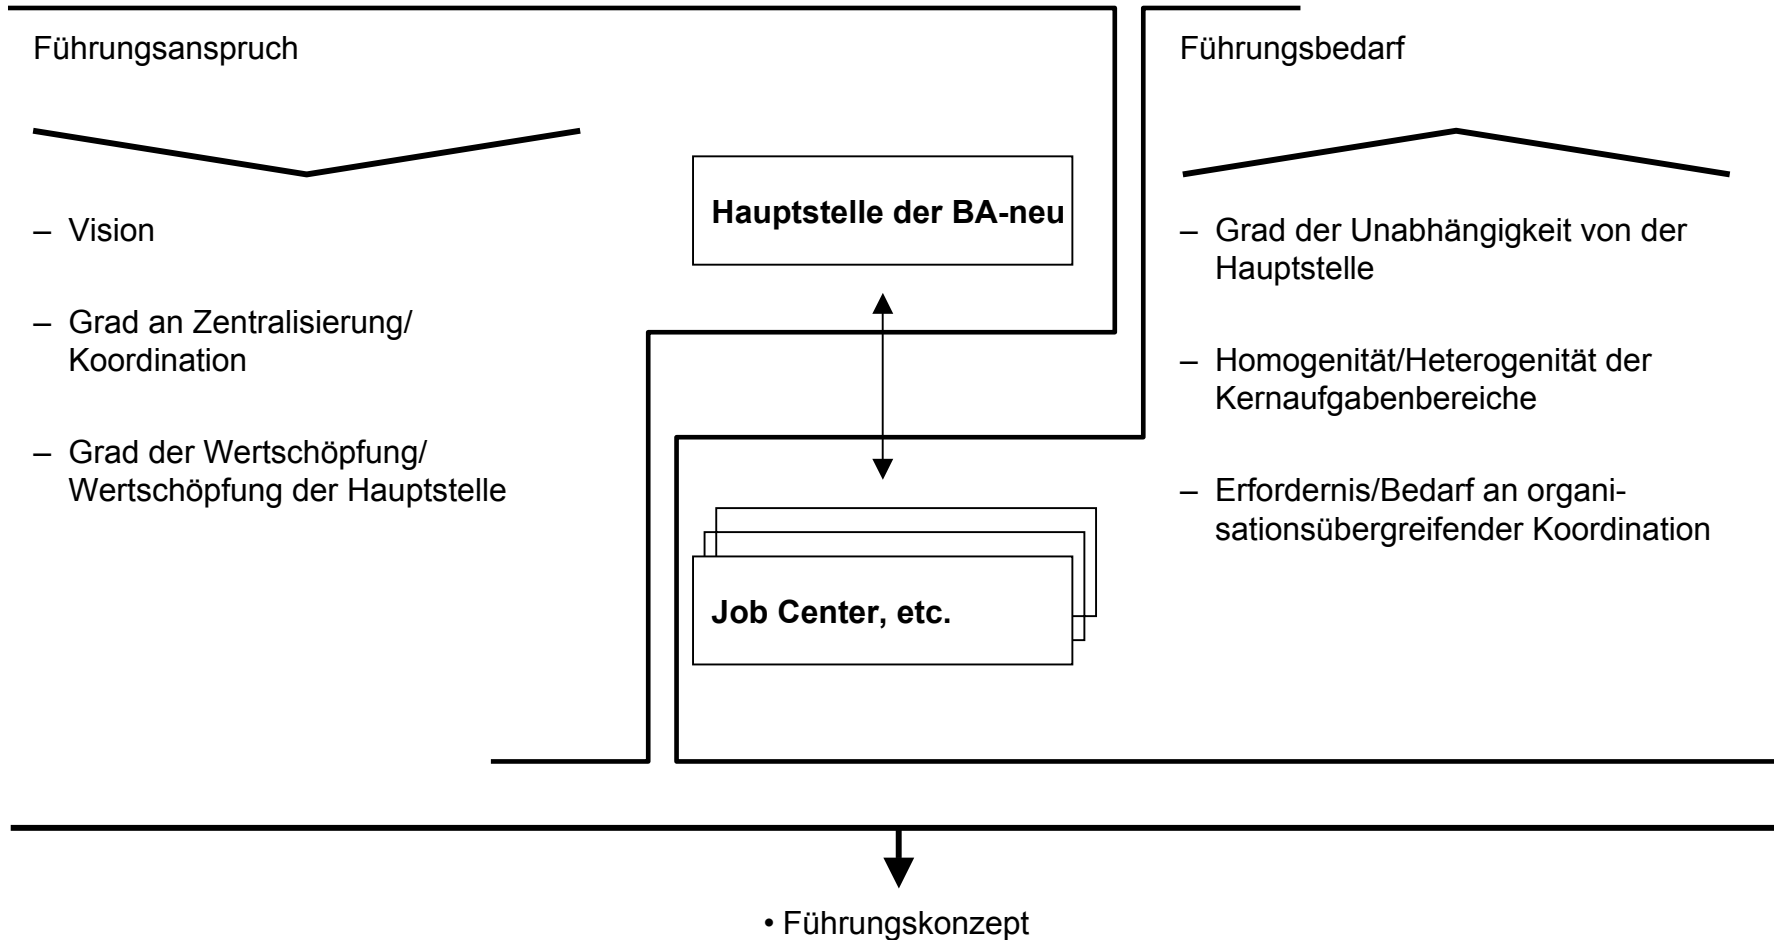 Führungsanspruch
– Vision
– Grad an Zentralisierung/
Koordination
– Grad der Wertschöpfung/
Wertschöpfung der Hauptstelle
Hauptstelle der BA-neu
Job Center, etc.
Führungsbedarf
– Grad der Unabhängigkeit von der
Hauptstelle
– Homogenität/Heterogenität der
Kernaufgabenbereiche
– Erfordernis/Bedarf an organi-
sationsübergreifender Koordination
• Führungskonzept